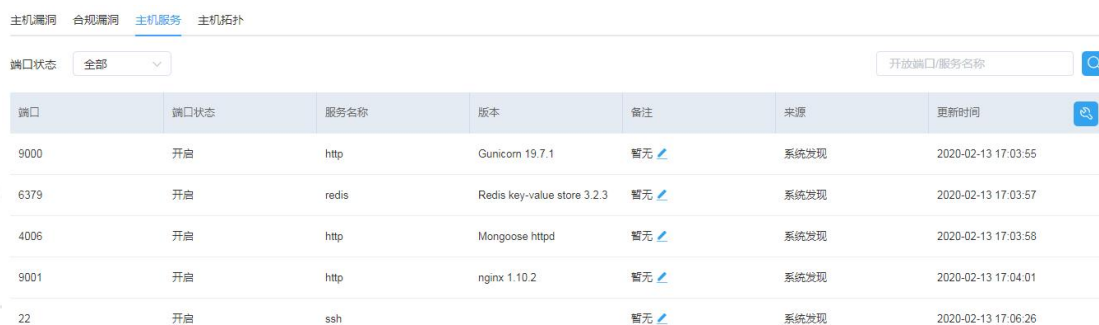 主机漏洞 合规漏洞 主机服务 主机拓扑
端口状态 全部 开放端口/服务名称
端口 端口状态 服务名称 版本 备注 来源 更新时间
9000 开启 http Gunicorn 19.7.1 暂无 系统发现 2020-02-13 17:03:55
6379 开启 redis Redis key-value store 3.2.3 暂无 系统发现 2020-02-13 17:03:57
4006 开启 http Mongoose httpd 暂无 系统发现 2020-02-13 17:03:58
9001 开启 http nginx 1.10.2 暂无 系统发现 2020-02-13 17:04:01
22 开启 ssh 暂无 系统发现 2020-02-13 17:06:26